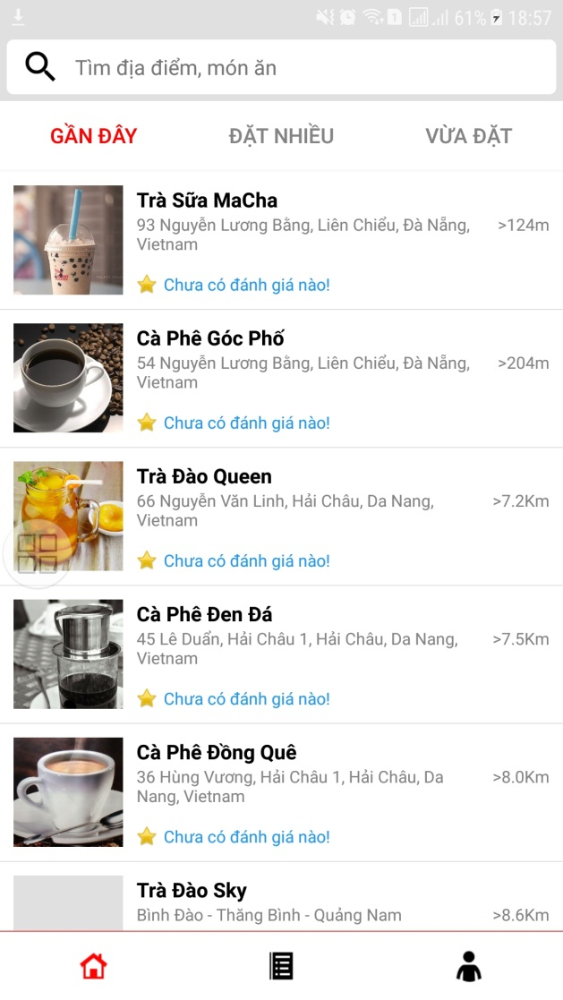 1
61%
18:57
Tìm địa điểm, món ăn
GẦN ĐÂY
ĐẶT NHIỀU
VỪA ĐẶT
Trà Sữa MaCha
93 Nguyễn Lương Bằng, Liên Chiểu, Đà Nẵng,
Vietnam
>124m
Chưa có đánh giá nào!
Cà Phê Góc Phố
54 Nguyễn Lương Bằng, Liên Chiểu, Đà Nẵng,
Vietnam
>204m
Chưa có đánh giá nào!
Trà Đào Queen
66 Nguyễn Văn Linh, Hải Châu, Da Nang,
Vietnam
>7.2Km
Chưa có đánh giá nào!
Cà Phê Đen Đá
45 Lê Duẩn, Hải Châu 1, Hải Châu, Da Nang,
Vietnam
>7.5Km
Chưa có đánh giá nào!
Cà Phê Đồng Quê
36 Hùng Vương, Hải Châu 1, Hải Châu, Da
Nang, Vietnam
>8.0Km
Chưa có đánh giá nào!
Trà Đào Sky
Bình Đào - Thăng Bình - Quảng Nam
>8.6Km